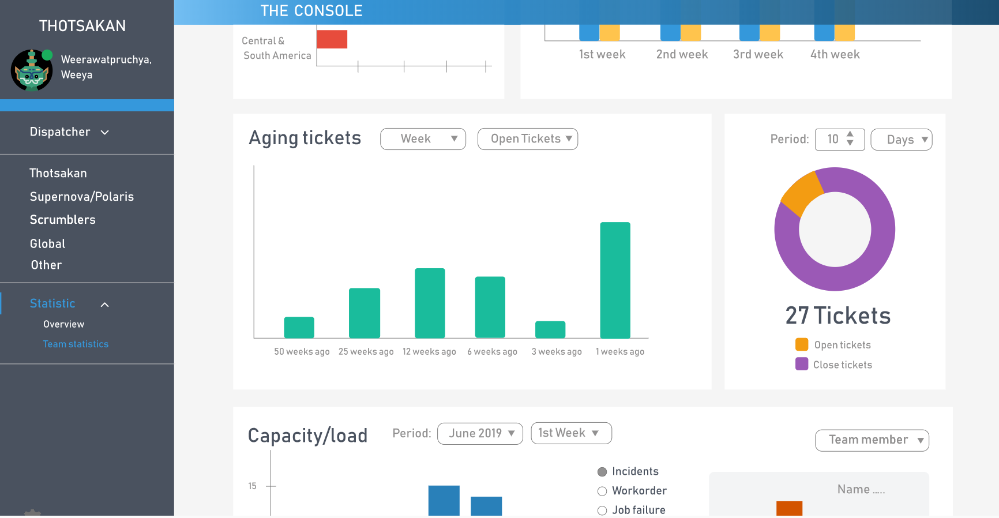 THOTSAKAN
Weerawatpruchya,
Weeya
Dispatcher
Thotsakan
Supernova/Polaris
Scrumblers
Global
Other
Statistic
Overview
Team statistics
THE CONSOLE
Central &
South America
1st week 2nd week 3rd week 4th week
Aging tickets Week Open Tickets
50 weeks ago 25 weeks ago 12 weeks ago 6 weeks ago 3 weeks ago 1 weeks ago
Period: 10 Days
27 Tickets
Open tickets
Close tickets
Capacity/load Period: June 2019 1st Week
Team member
15
Incidents
Workorder
Job failure
Name .....